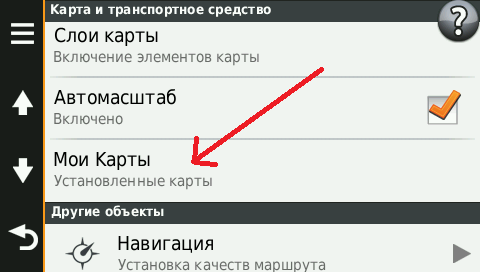 Карта и транспортное средство
?
Слои карты
Включение элементов карты
Автомасштаб
Включено
Мои Карты
Установленные карты
Другие объекты
Навигация
Установка качеств маршрута